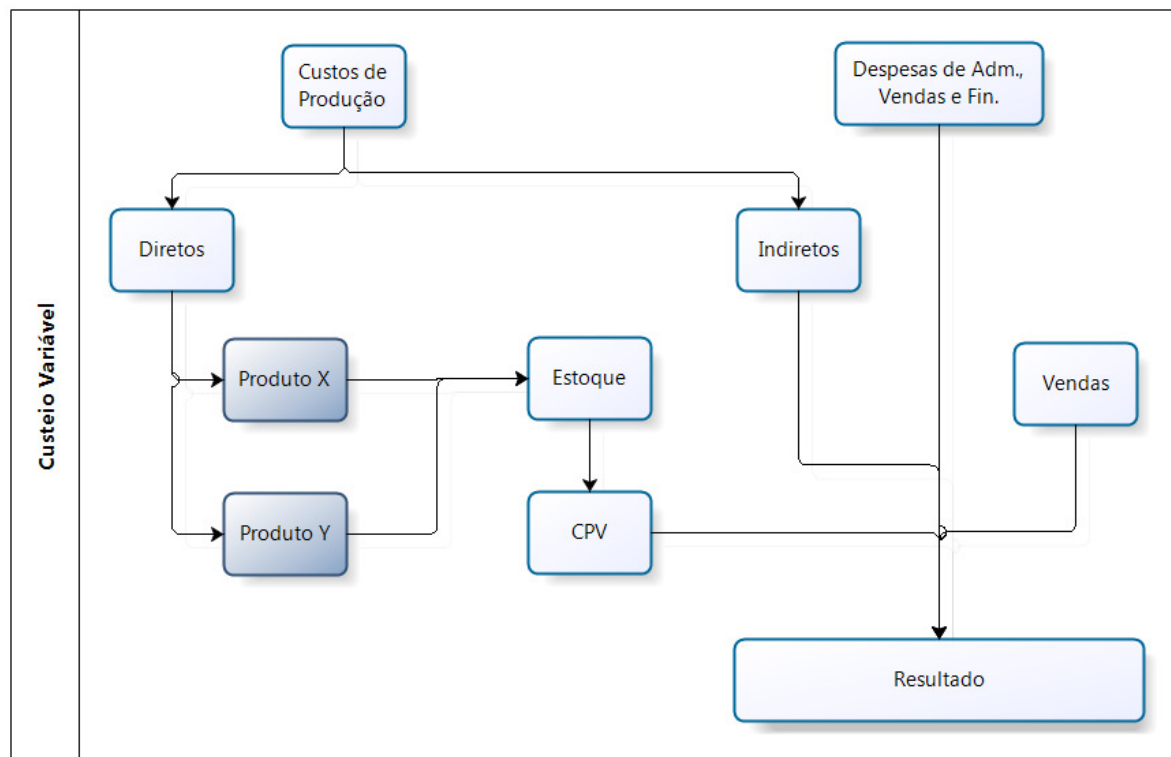 Custeio Variável
Custos de
Produção
Despesas de Adm.,
Vendas e Fin.
Diretos
Indiretos
Produto X
Estoque
Vendas
Produto Y
CPV
Resultado